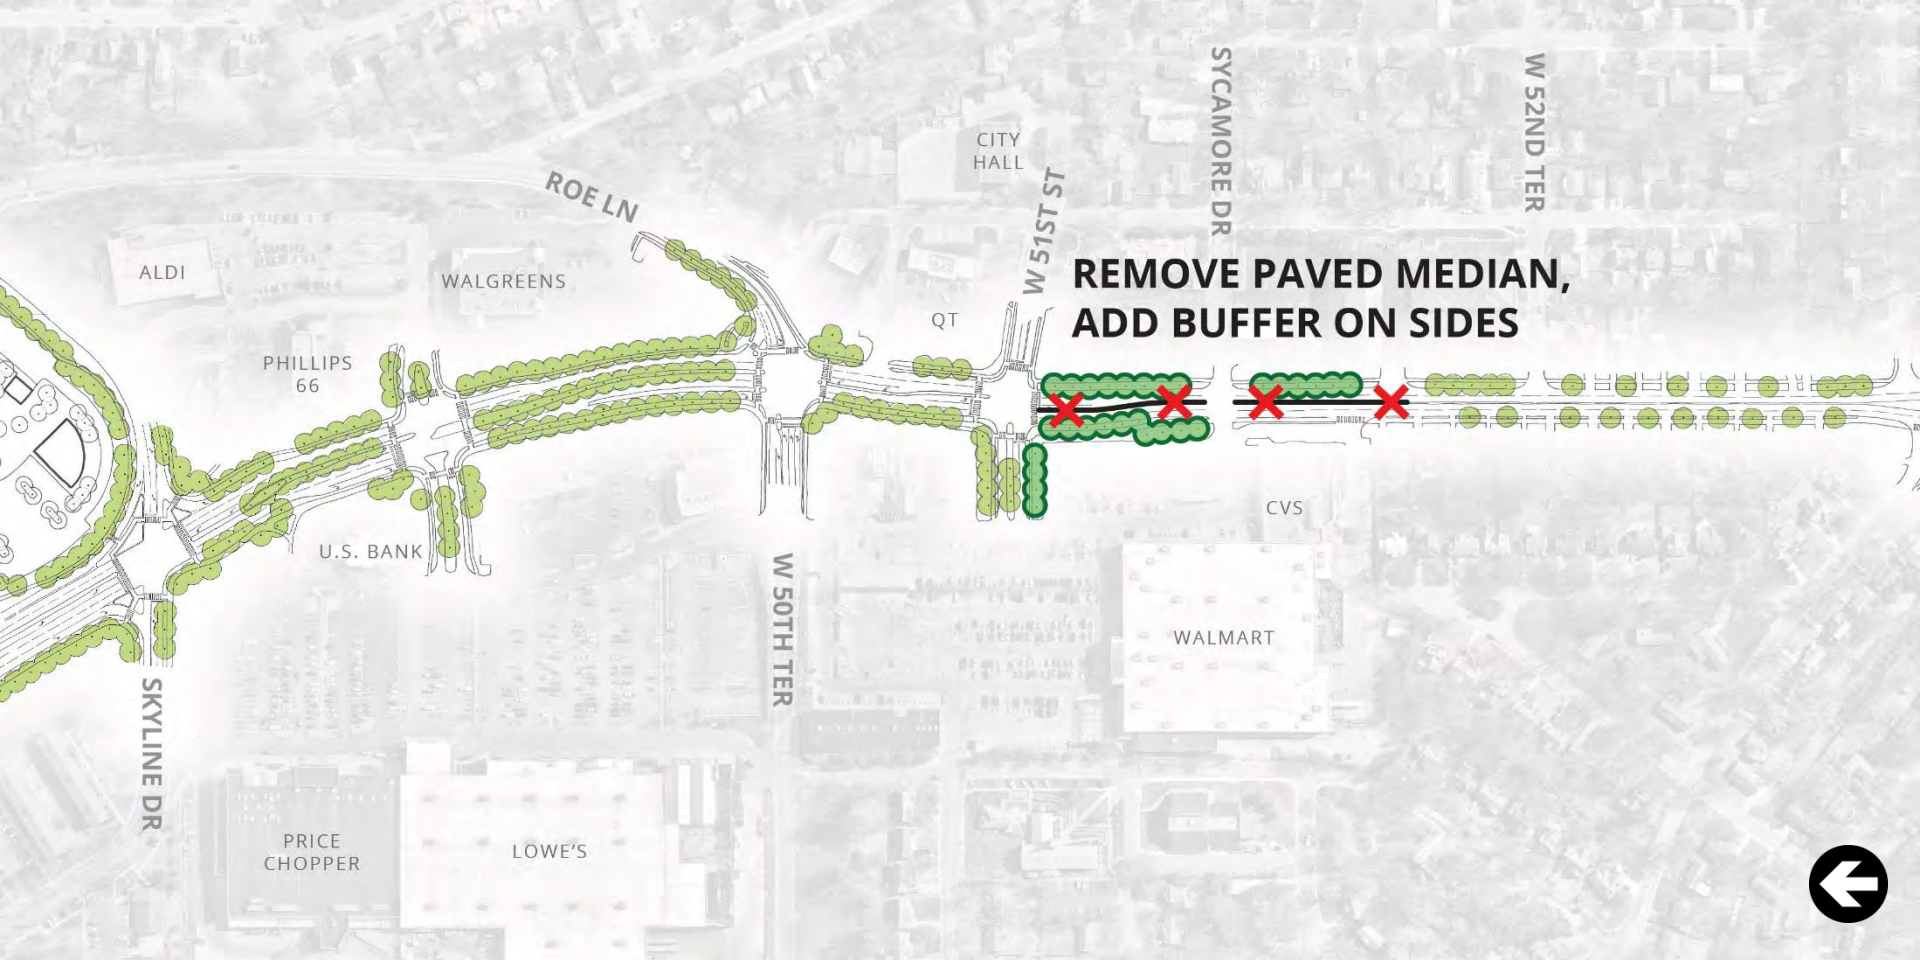 SYCAMORE DR
W 52ND TER
CITY
HALL
ROE LN
W 51ST ST
ALDI
WALGREENS
REMOVE PAVED MEDIAN,
ADD BUFFER ON SIDES
QT
PHILLIPS
66
CVS
U.S. BANK
W 50TH TER
WALMART
SKYLINE DR
PRICE
CHOPPER
LOWE'S